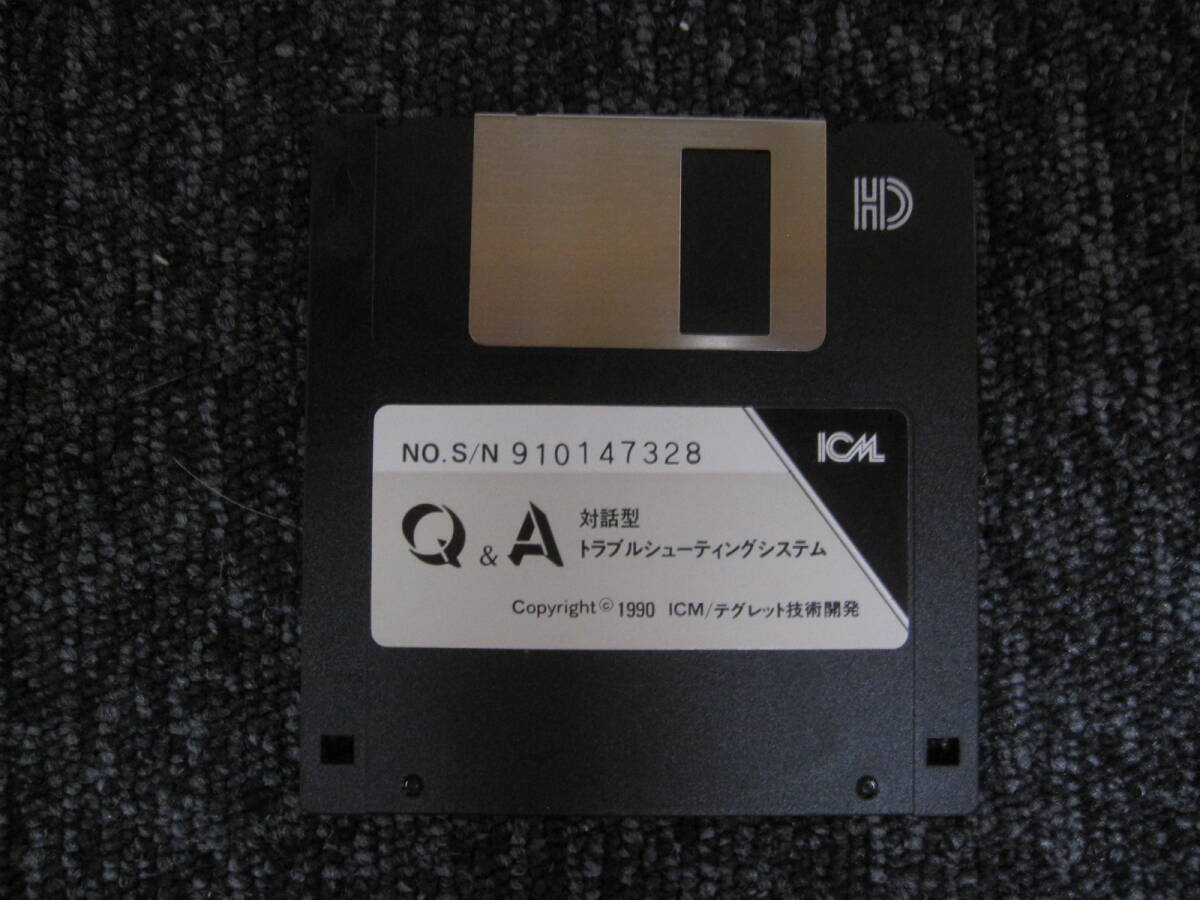 HD
NO. S/N 910147328
ICM
Q & A 対話型
トラブルシューティングシステム
Copyright © 1990 ICM/テグレット技術開発